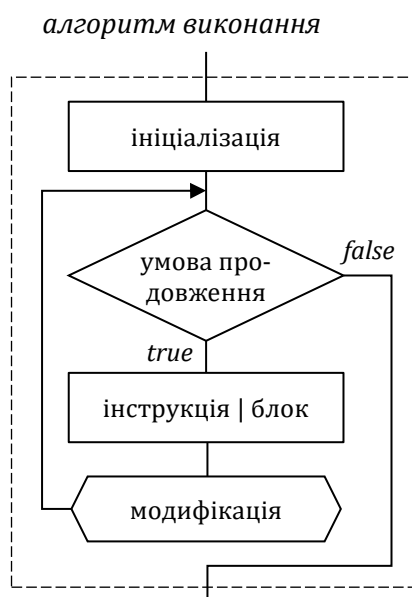 алгоритм виконання
ініціалізація
умова про-
довження
false
true
інструкція | блок
модифікація